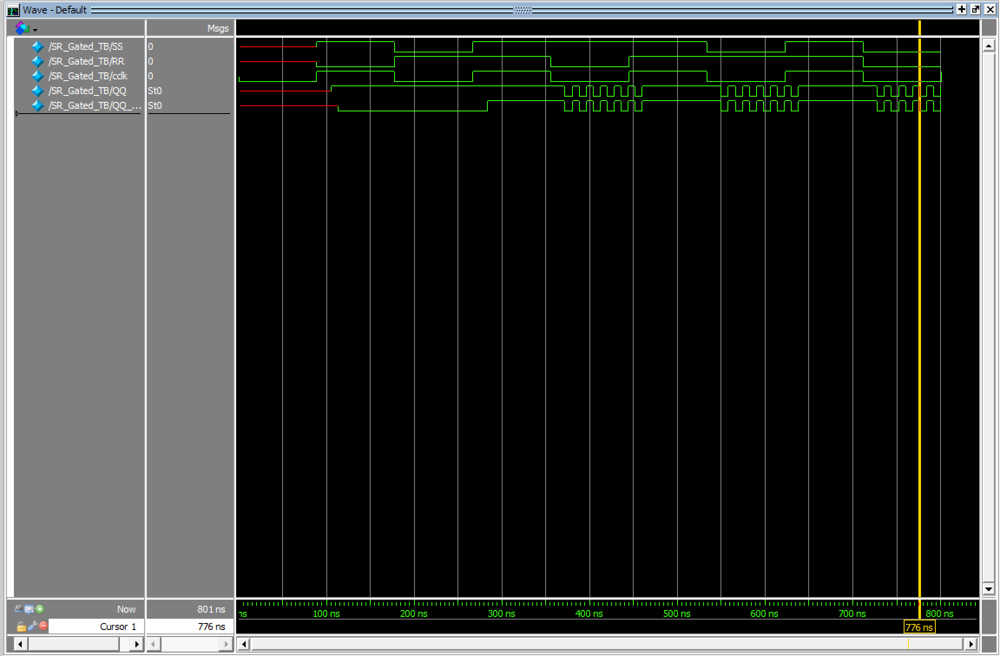 Wave - Default
Msgs
/SR_Gated_TB/SS 0
/SR_Gated_TB/RR 0
/SR_Gated_TB/cclk 0
/SR_Gated_TB/QQ St0
/SR_Gated_TB/QQ_... St0
Now 801 ns
ns 100 ns 200 ns 300 ns 400 ns 500 ns 600 ns 700 ns 800 ns
Cursor 1 776 ns
776 ns